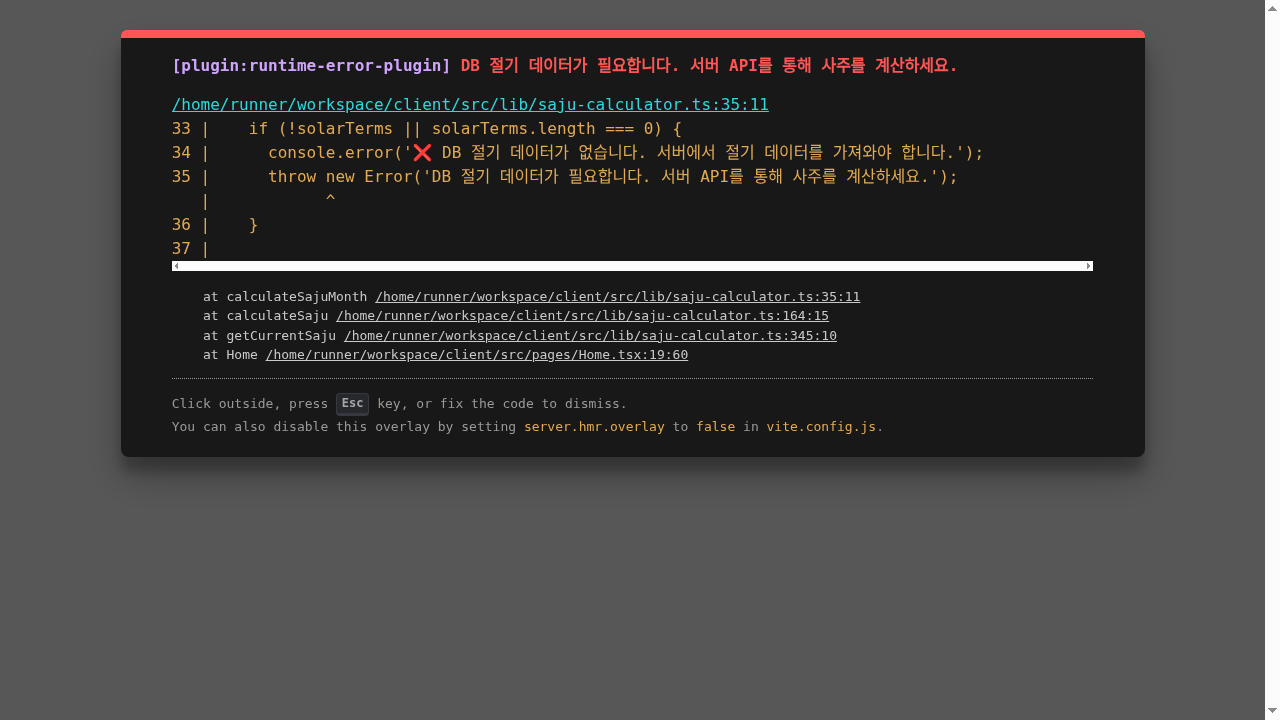 [plugin:runtime-error-plugin] DB 절기 데이터가 필요합니다. 서버 API를 통해 사주를 계산하세요.
/home/runner/workspace/client/src/lib/saju-calculator.ts:35:11
33 |    if (!solarTerms || solarTerms.length === 0) {
34 |      console.error('❌ DB 절기 데이터가 없습니다. 서버에서 절기 데이터를 가져와야 합니다.');
35 |      throw new Error('DB 절기 데이터가 필요합니다. 서버 API를 통해 사주를 계산하세요.');
   |            ^
36 |    }
37 |
at calculateSajuMonth /home/runner/workspace/client/src/lib/saju-calculator.ts:35:11
at calculateSaju /home/runner/workspace/client/src/lib/saju-calculator.ts:164:15
at getCurrentSaju /home/runner/workspace/client/src/lib/saju-calculator.ts:345:10
at Home /home/runner/workspace/client/src/pages/Home.tsx:19:60
Click outside, press Esc key, or fix the code to dismiss.
You can also disable this overlay by setting server.hmr.overlay to false in vite.config.js.